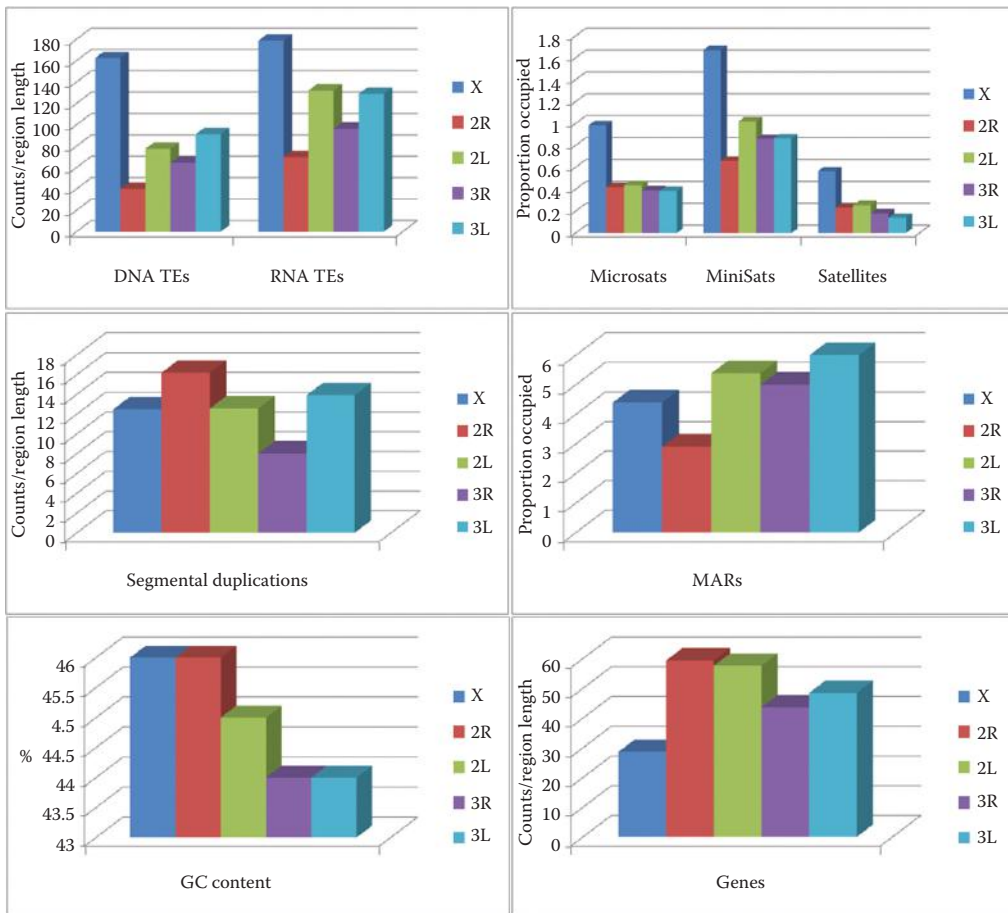 Counts/region length
180
160
140
120
100
80
60
40
20
0
DNA TEs
RNA TEs
X
2R
2L
3R
3L
Proportion occupied
1.8
1.6
1.4
1.2
1
0.8
0.6
0.4
0.2
0
Microsats
MiniSats
Satellites
X
2R
2L
3R
3L
Counts/region length
18
16
14
12
10
8
6
4
2
0
Segmental duplications
X
2R
2L
3R
3L
Proportion occupied
6
5
4
3
2
1
0
MARs
X
2R
2L
3R
3L
%
46
45.5
45
44.5
44
43.5
43
GC content
X
2R
2L
3R
3L
Counts/region length
60
50
40
30
20
10
0
Genes
X
2R
2L
3R
3L